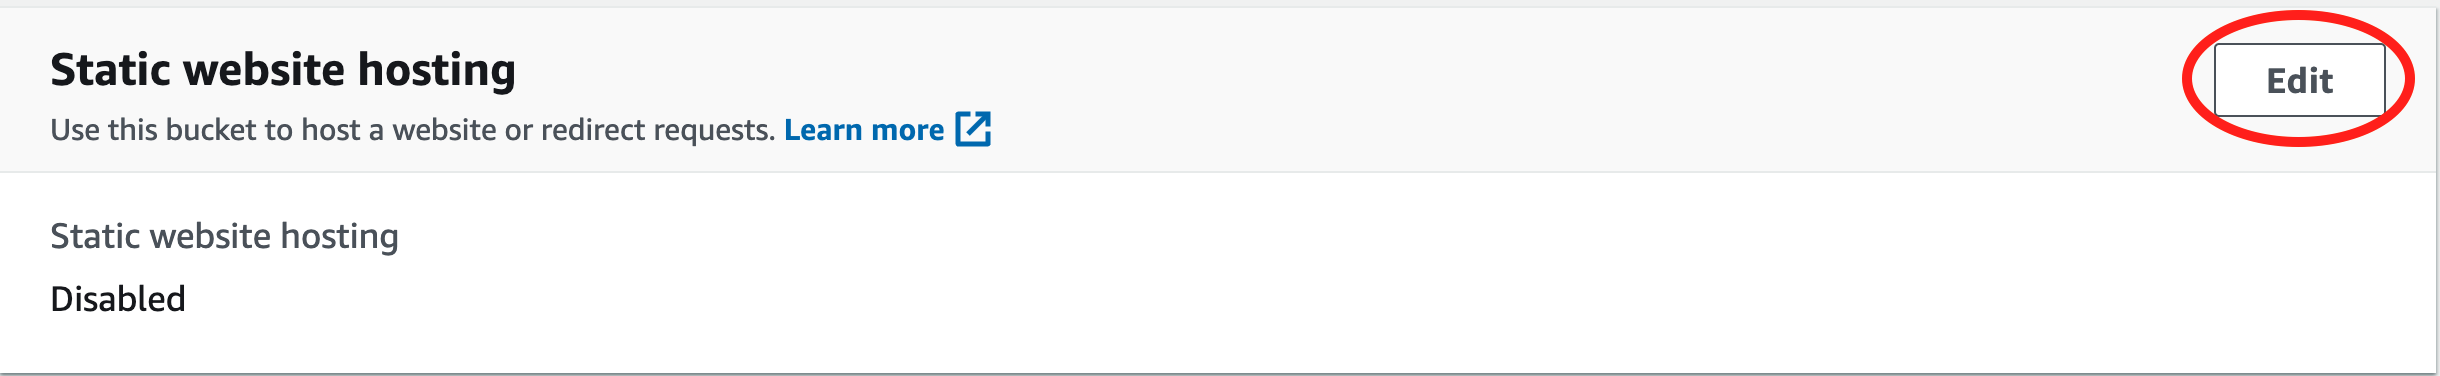 Static website hosting
Edit
Use this bucket to host a website or redirect requests. Learn more
Static website hosting
Disabled